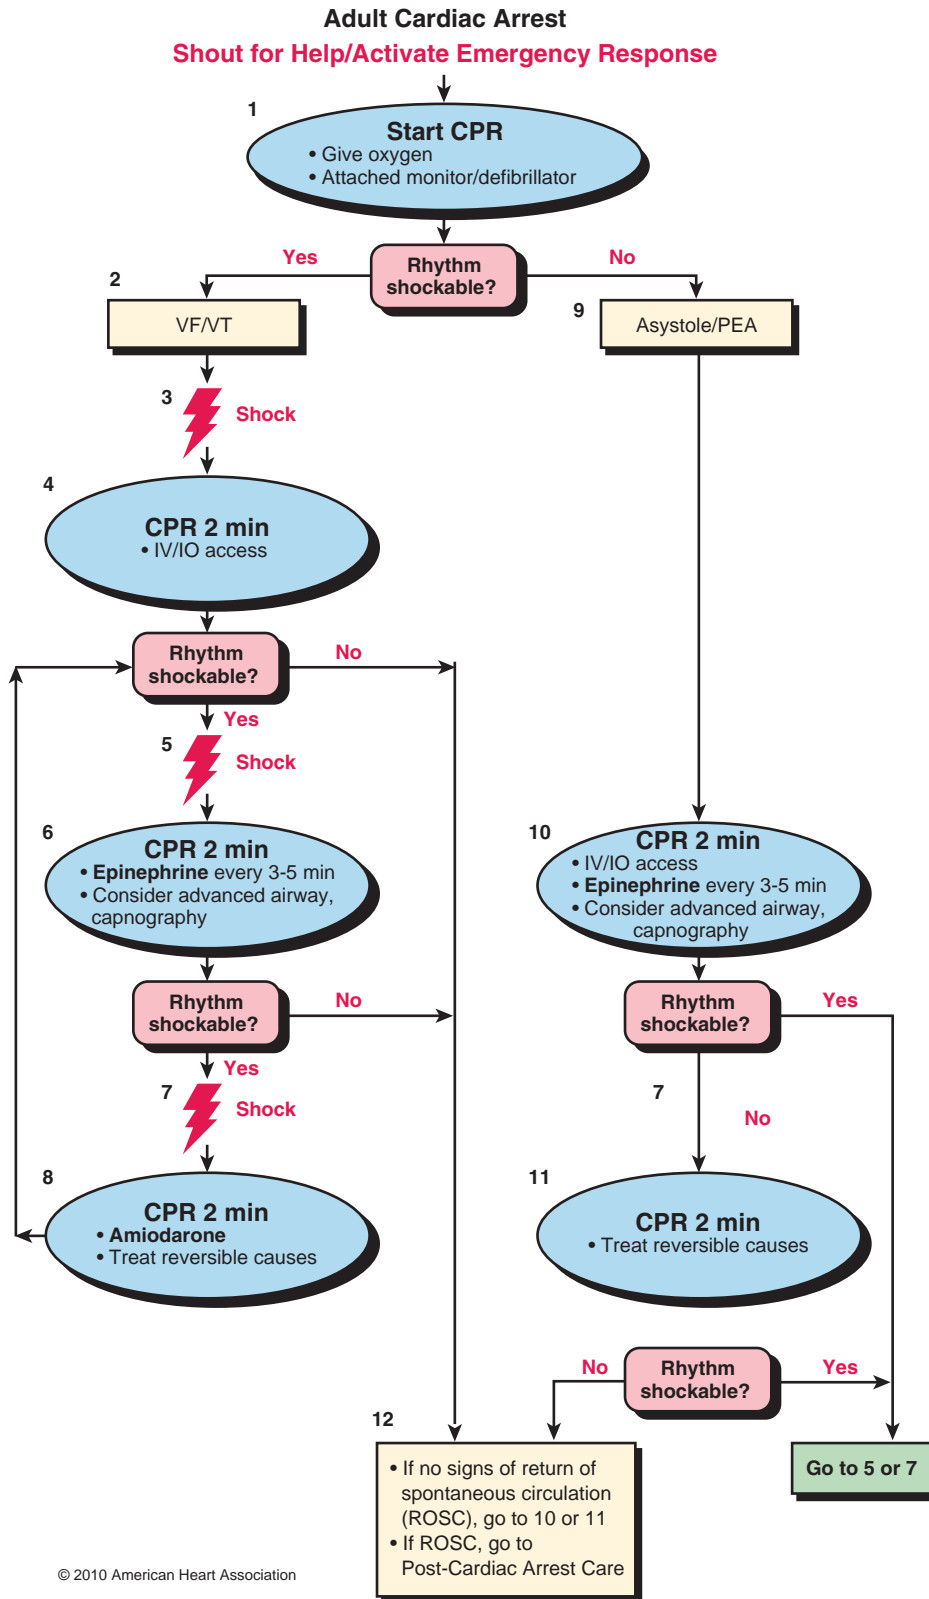 Adult Cardiac Arrest
Shout for Help/Activate Emergency Response
1
Start CPR
• Give oxygen
• Attached monitor/defibrillator
Yes
Rhythm
shockable?
No
2
VF/VT
9
Asystole/PEA
3
Shock
4
CPR 2 min
• IV/IO access
Rhythm
shockable?
No
Yes
5
Shock
6
CPR 2 min
• Epinephrine every 3-5 min
• Consider advanced airway,
capnography
10
CPR 2 min
• IV/IO access
• Epinephrine every 3-5 min
• Consider advanced airway,
capnography
Rhythm
shockable?
No
Rhythm
shockable?
Yes
Yes
7
Shock
7
No
8
CPR 2 min
• Amiodarone
• Treat reversible causes
11
CPR 2 min
• Treat reversible causes
No
Rhythm
shockable?
Yes
12
• If no signs of return of
spontaneous circulation
(ROSC), go to 10 or 11
• If ROSC, go to
Post-Cardiac Arrest Care
Go to 5 or 7
© 2010 American Heart Association